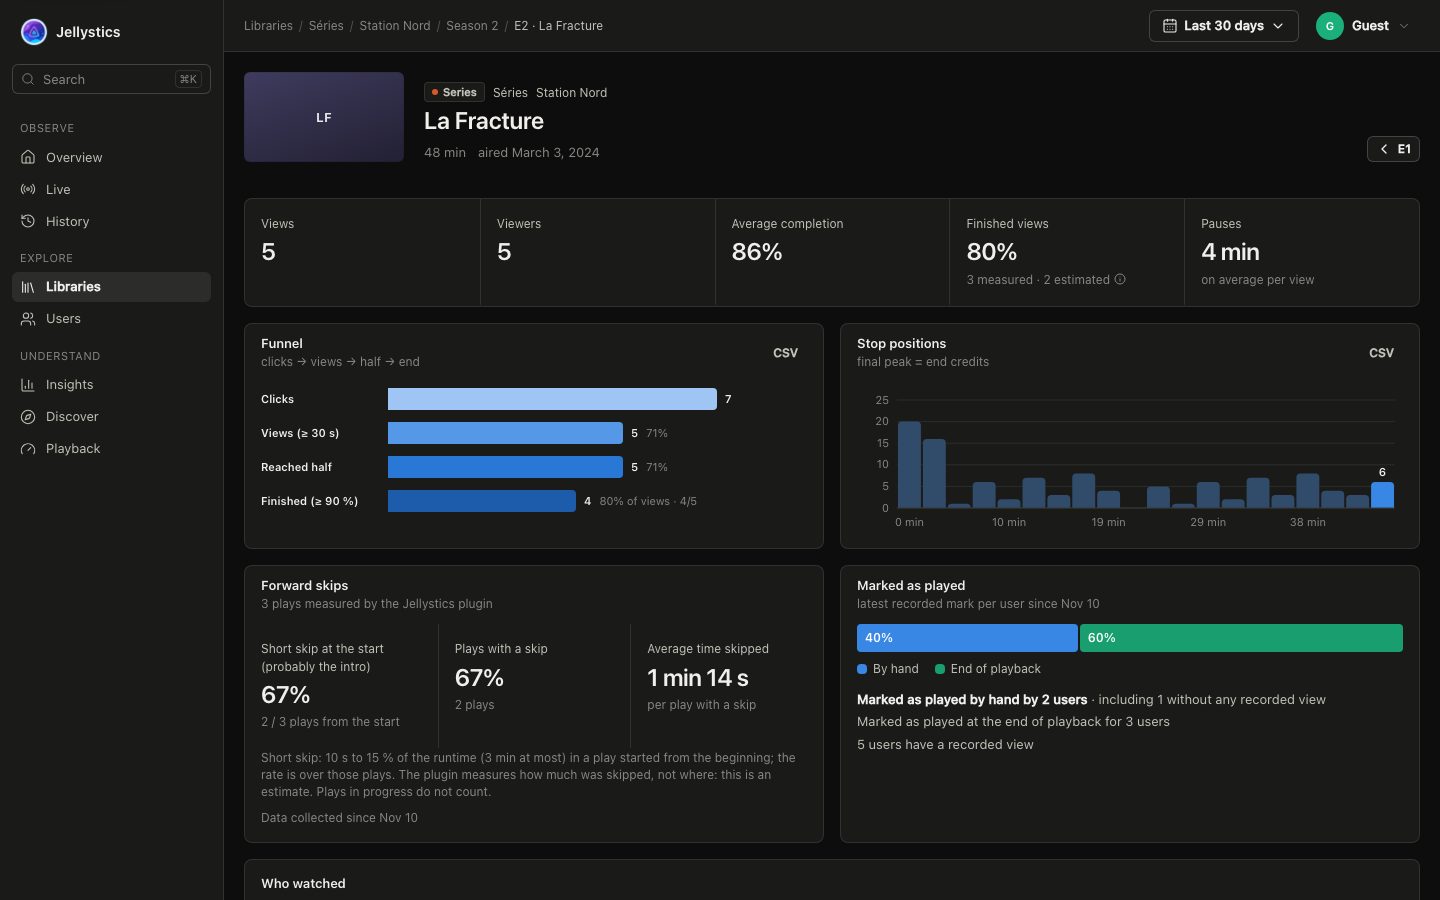 Jellystics
Search ⌘K
OBSERVE
Overview
Live
History
EXPLORE
Libraries
Users
UNDERSTAND
Insights
Discover
Playback
Libraries / Séries / Station Nord / Season 2 / E2 · La Fracture
Last 30 days
G Guest
LF
Series Séries Station Nord
La Fracture
48 min aired March 3, 2024
E1
Views
5
Viewers
5
Average completion
86%
Finished views
80%
3 measured · 2 estimated
Pauses
4 min
on average per view
Funnel
clicks → views → half → end
CSV
Clicks 7
Views (≥ 30 s) 5 71%
Reached half 5 71%
Finished (≥ 90 %) 4 80% of views · 4/5
Stop positions
final peak = end credits
CSV
25
20
15
10
5
0
6
0 min 10 min 19 min 29 min 38 min
Forward skips
3 plays measured by the Jellystics plugin
Short skip at the start
(probably the intro)
67%
2 / 3 plays from the start
Plays with a skip
67%
2 plays
Average time skipped
1 min 14 s
per play with a skip
Short skip: 10 s to 15 % of the runtime (3 min at most) in a play started from the beginning; the
rate is over those plays. The plugin measures how much was skipped, not where: this is an
estimate. Plays in progress do not count.
Data collected since Nov 10
Marked as played
latest recorded mark per user since Nov 10
40% 60%
By hand End of playback
Marked as played by hand by 2 users · including 1 without any recorded view
Marked as played at the end of playback for 3 users
5 users have a recorded view
Who watched